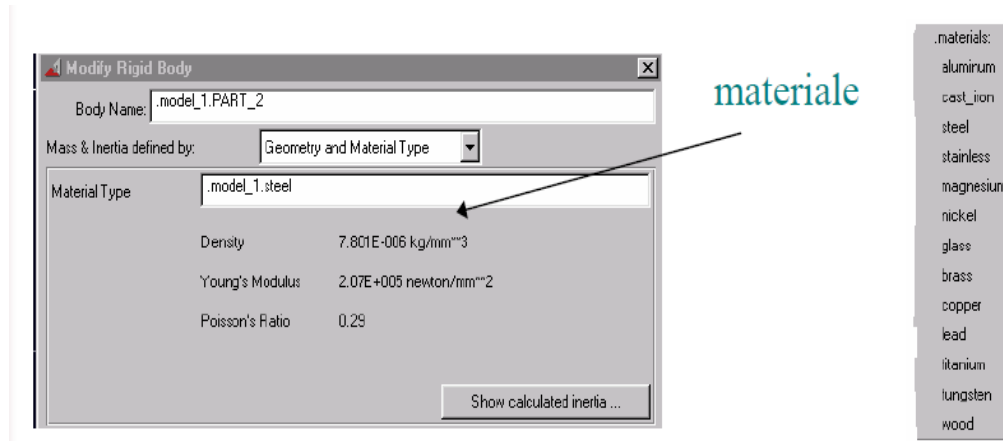 Modify Rigid Body
Body Name: .model_1.PART_2
Mass & Inertia defined by: Geometry and Material Type
Material Type .model_1.steel
Density 7.801E-006 kg/mm**3
Young's Modulus 2.07E+005 newton/mm**2
Poisson's Ratio 0.29
Show calculated inertia ...
materiale
.materials:
aluminum
cast_iron
steel
stainless
magnesium
nickel
glass
brass
copper
lead
titanium
tungsten
wood